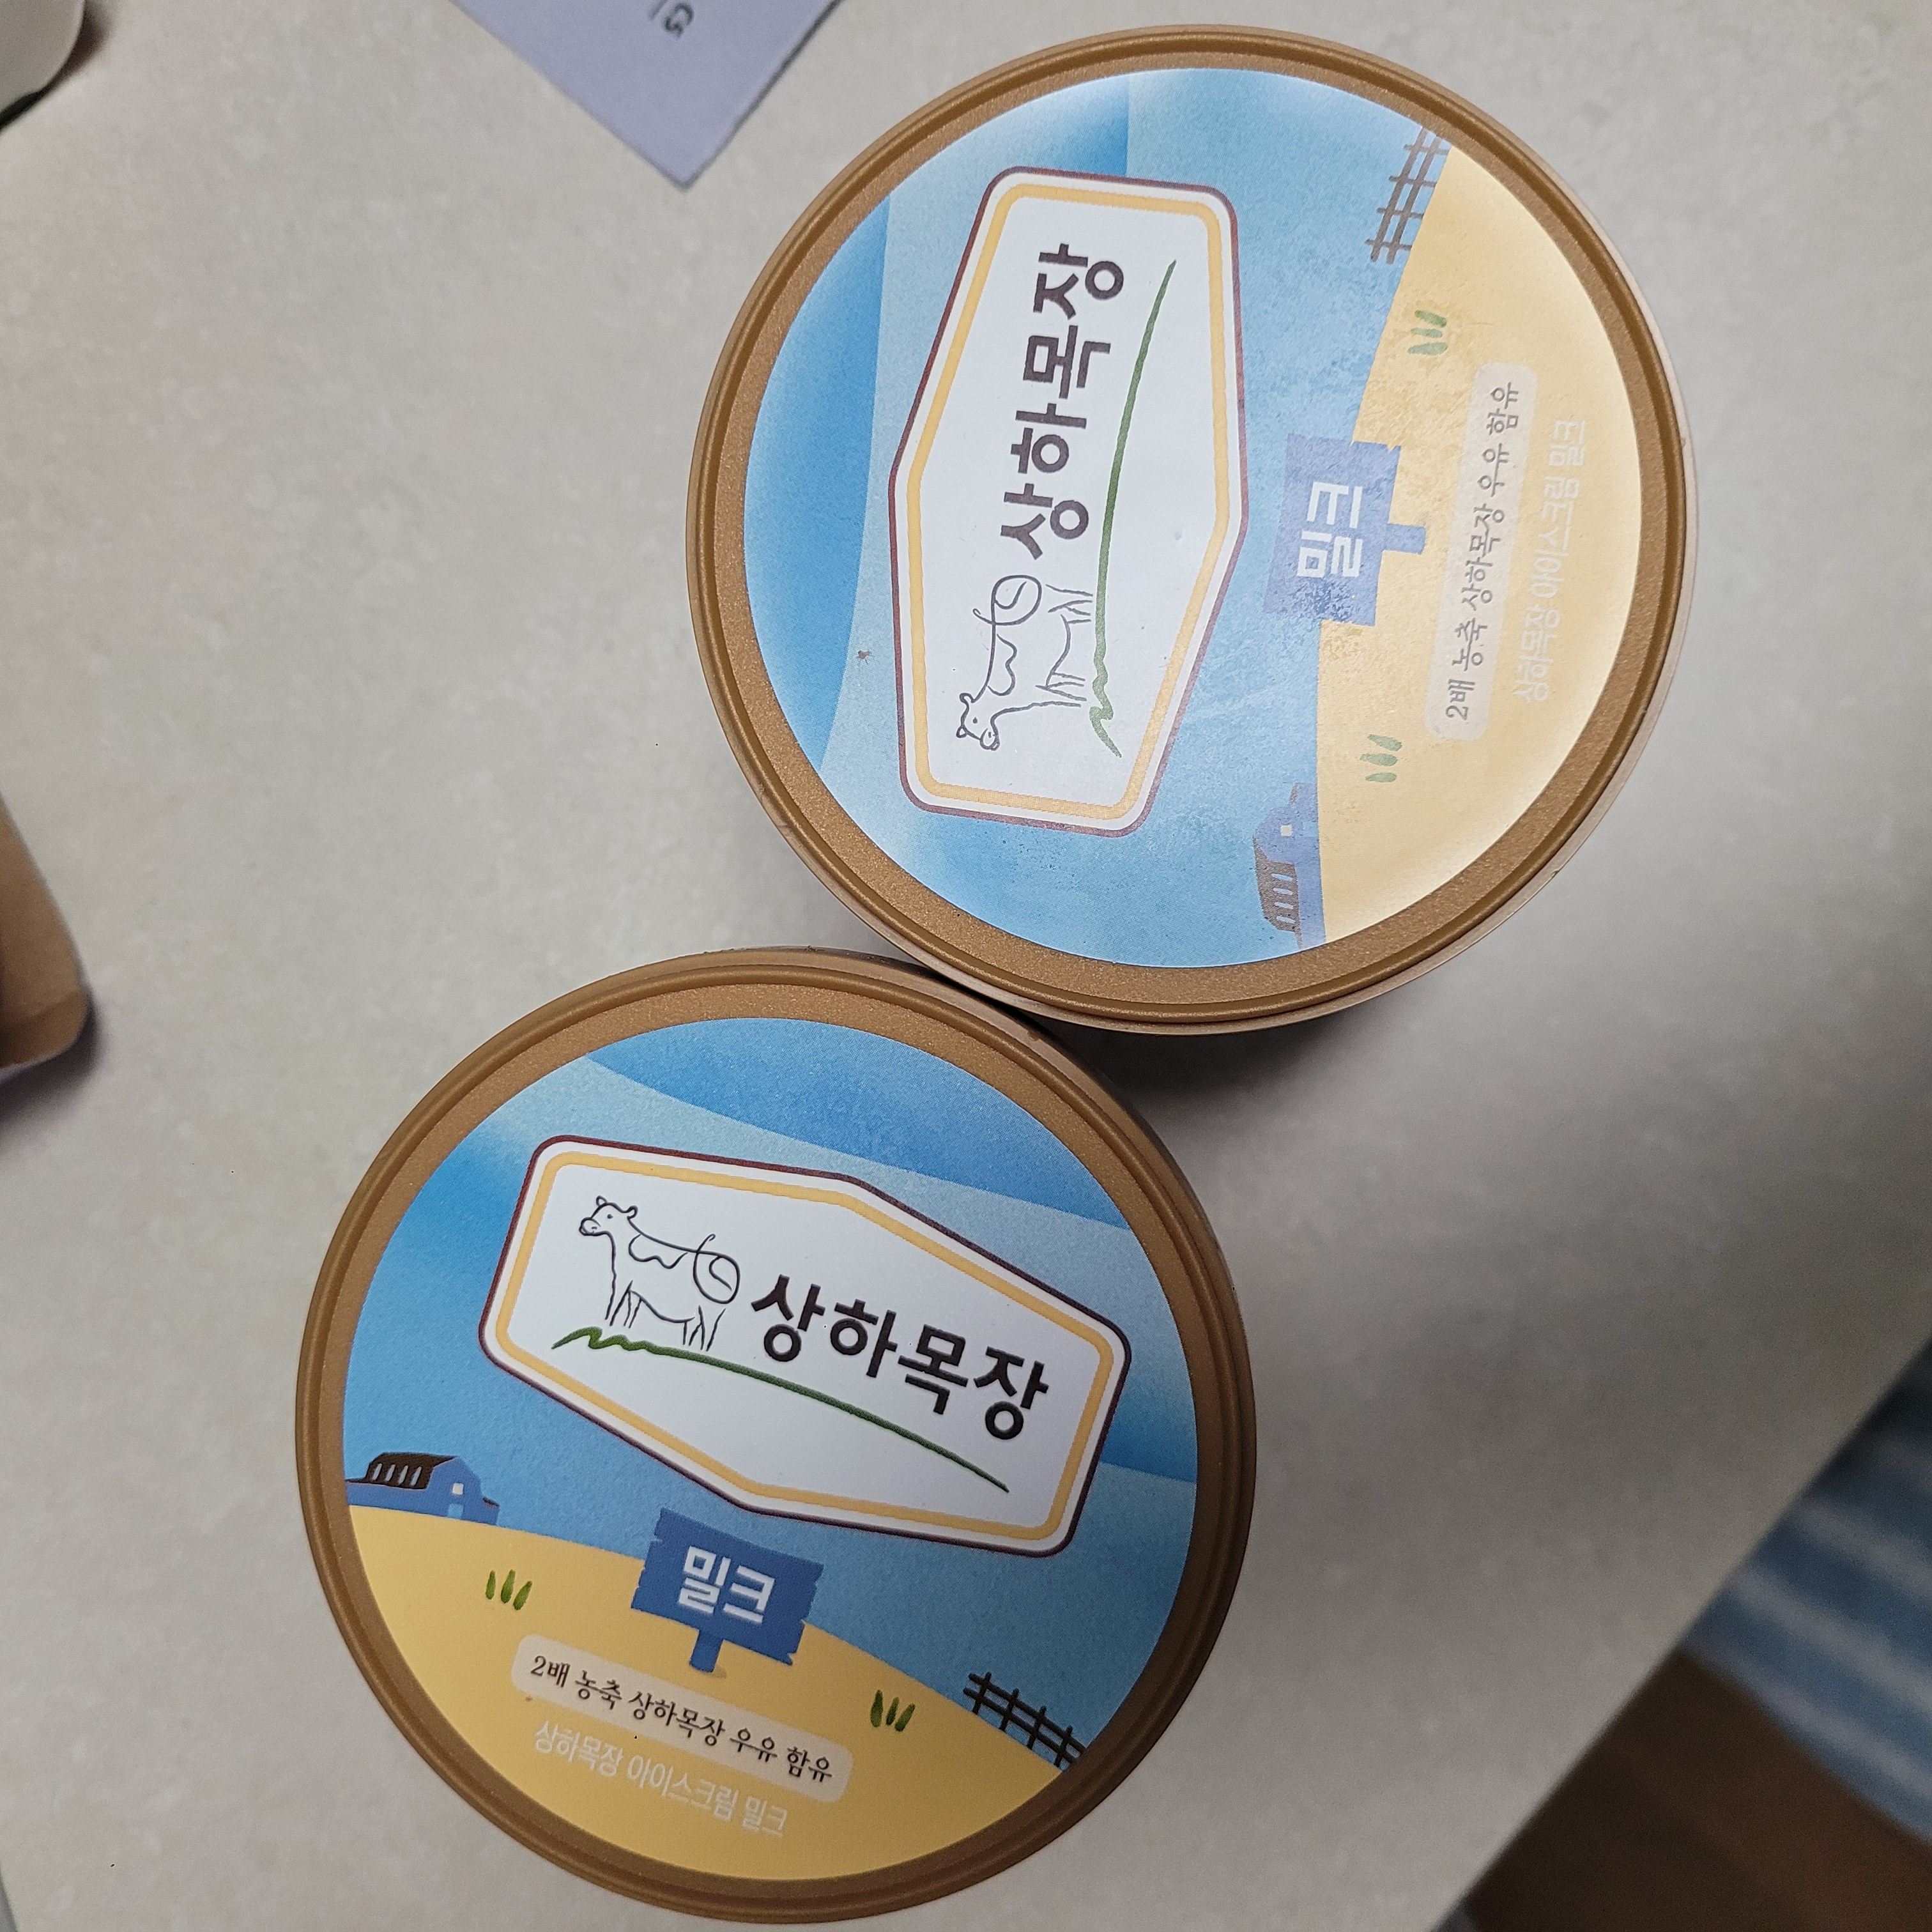 상하목장
밀크
2배 농축 상하목장 우유 함유
상하목장 아이스크림 밀크
상하목장
밀크
2배 농축 상하목장 우유 함유
상하목장 아이스크림 밀크